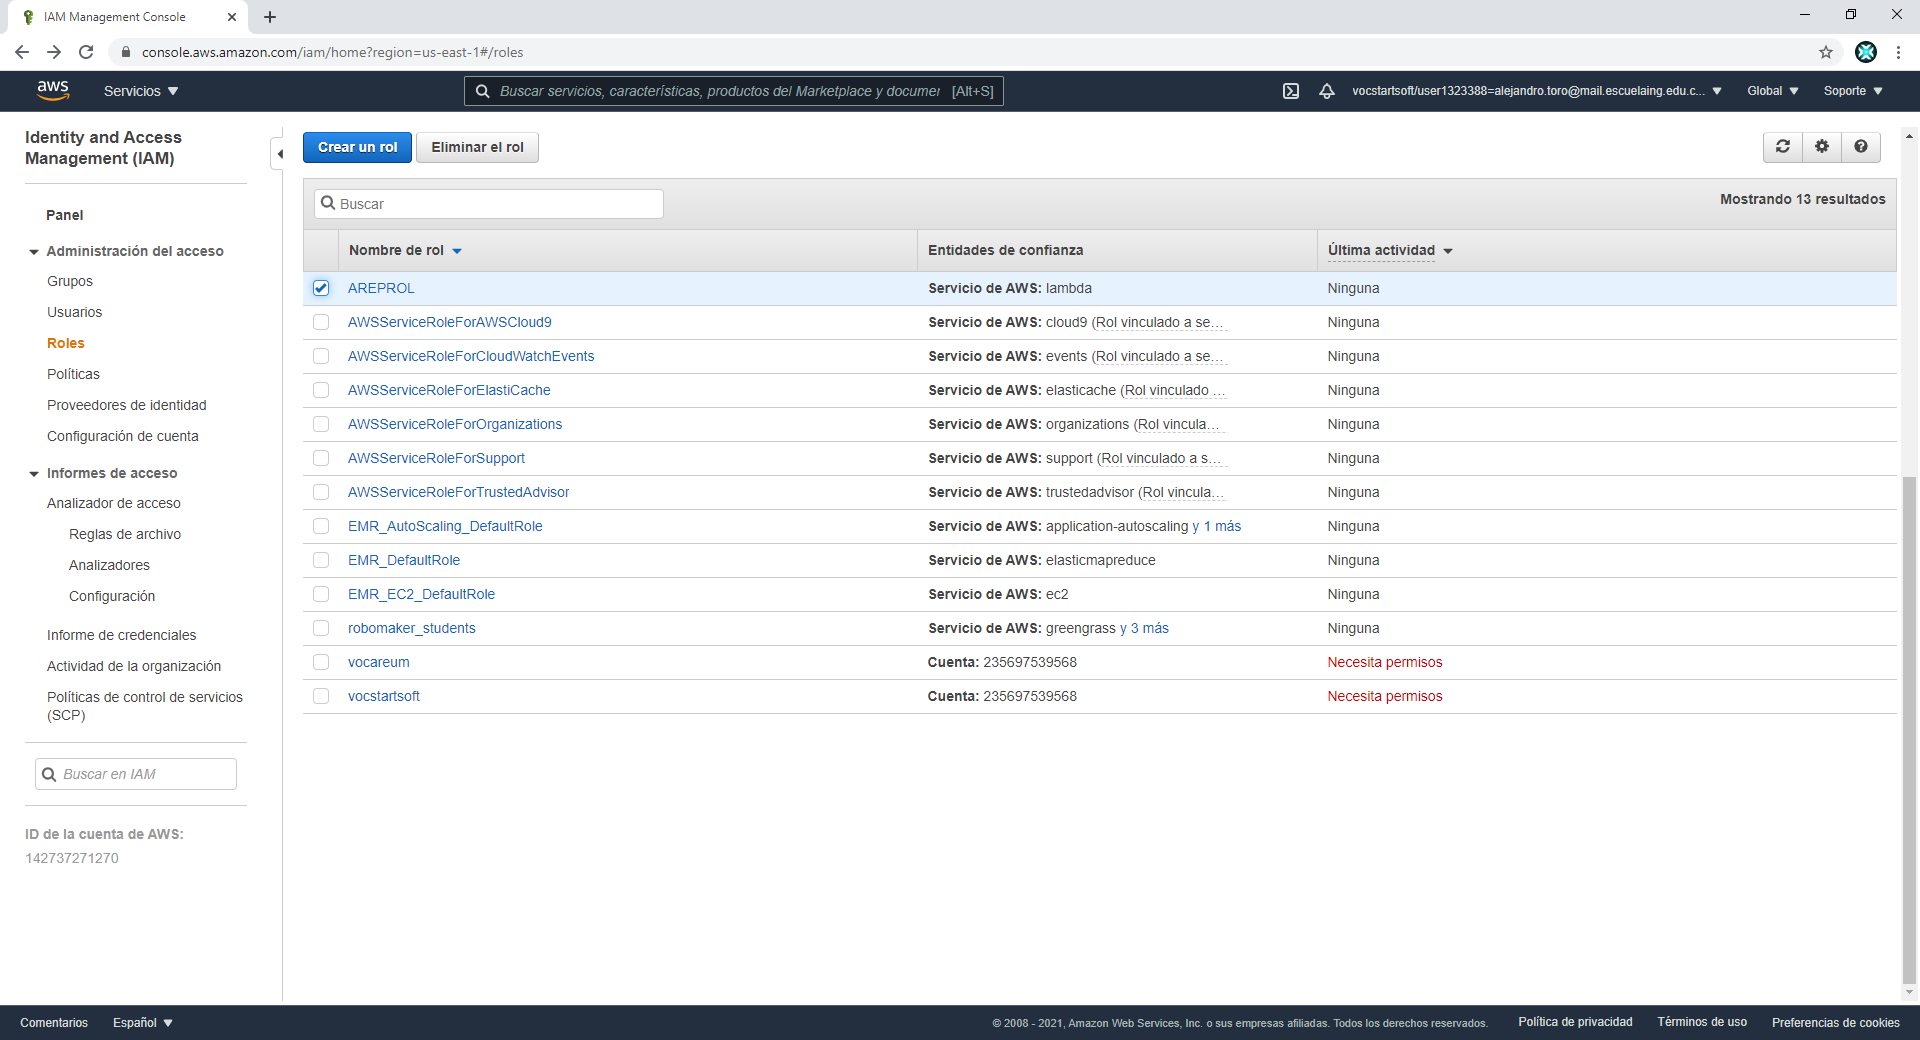 IAM Management Console
console.aws.amazon.com/iam/home?region=us-east-1#/roles
aws
Servicios
Buscar servicios, características, productos del Marketplace y documer [Alt+S]
vocstartsoft/user1323388=alejandro.toro@mail.escuelaing.edu.c...
Global
Soporte
Identity and Access
Management (IAM)
Panel
Administración del acceso
Grupos
Usuarios
Roles
Políticas
Proveedores de identidad
Configuración de cuenta
Informes de acceso
Analizador de acceso
Reglas de archivo
Analizadores
Configuración
Informe de credenciales
Actividad de la organización
Políticas de control de servicios
(SCP)
Buscar en IAM
ID de la cuenta de AWS:
142737271270
Crear un rol
Eliminar el rol
Buscar
Mostrando 13 resultados
Nombre de rol Entidades de confianza Última actividad
AREPROL Servicio de AWS: lambda Ninguna
AWSServiceRoleForAWSCloud9 Servicio de AWS: cloud9 (Rol vinculado a se… Ninguna
AWSServiceRoleForCloudWatchEvents Servicio de AWS: events (Rol vinculado a se… Ninguna
AWSServiceRoleForElastiCache Servicio de AWS: elasticache (Rol vinculado … Ninguna
AWSServiceRoleForOrganizations Servicio de AWS: organizations (Rol vincula… Ninguna
AWSServiceRoleForSupport Servicio de AWS: support (Rol vinculado a s… Ninguna
AWSServiceRoleForTrustedAdvisor Servicio de AWS: trustedadvisor (Rol vincula… Ninguna
EMR_AutoScaling_DefaultRole Servicio de AWS: application-autoscaling y 1 más Ninguna
EMR_DefaultRole Servicio de AWS: elasticmapreduce Ninguna
EMR_EC2_DefaultRole Servicio de AWS: ec2 Ninguna
robomaker_students Servicio de AWS: greengrass y 3 más Ninguna
vocareum Cuenta: 235697539568 Necesita permisos
vocstartsoft Cuenta: 235697539568 Necesita permisos
Comentarios
Español
© 2008 - 2021, Amazon Web Services, Inc. o sus empresas afiliadas. Todos los derechos reservados.
Política de privacidad
Términos de uso
Preferencias de cookies